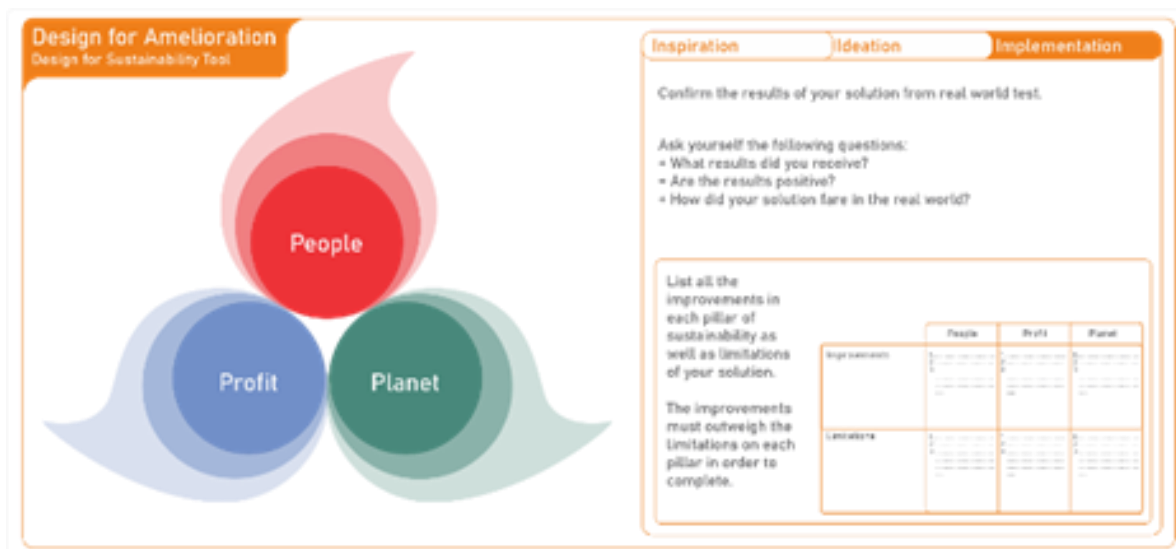 Design for Amelioration
Design for Sustainability Tool
People
Profit
Planet
Inspiration
Ideation
Implementation
Confirm the results of your solution from real world test.
Ask yourself the following questions:
- What results did you receive?
- Are the results positive?
- How did your solution fare in the real world?
List all the
improvements in
each pillar of
sustainability as
well as limitations
of your solution.
The improvements
must outweigh the
limitations on each
pillar in order to
complete.
People
Profit
Planet
Improvements
Limitations